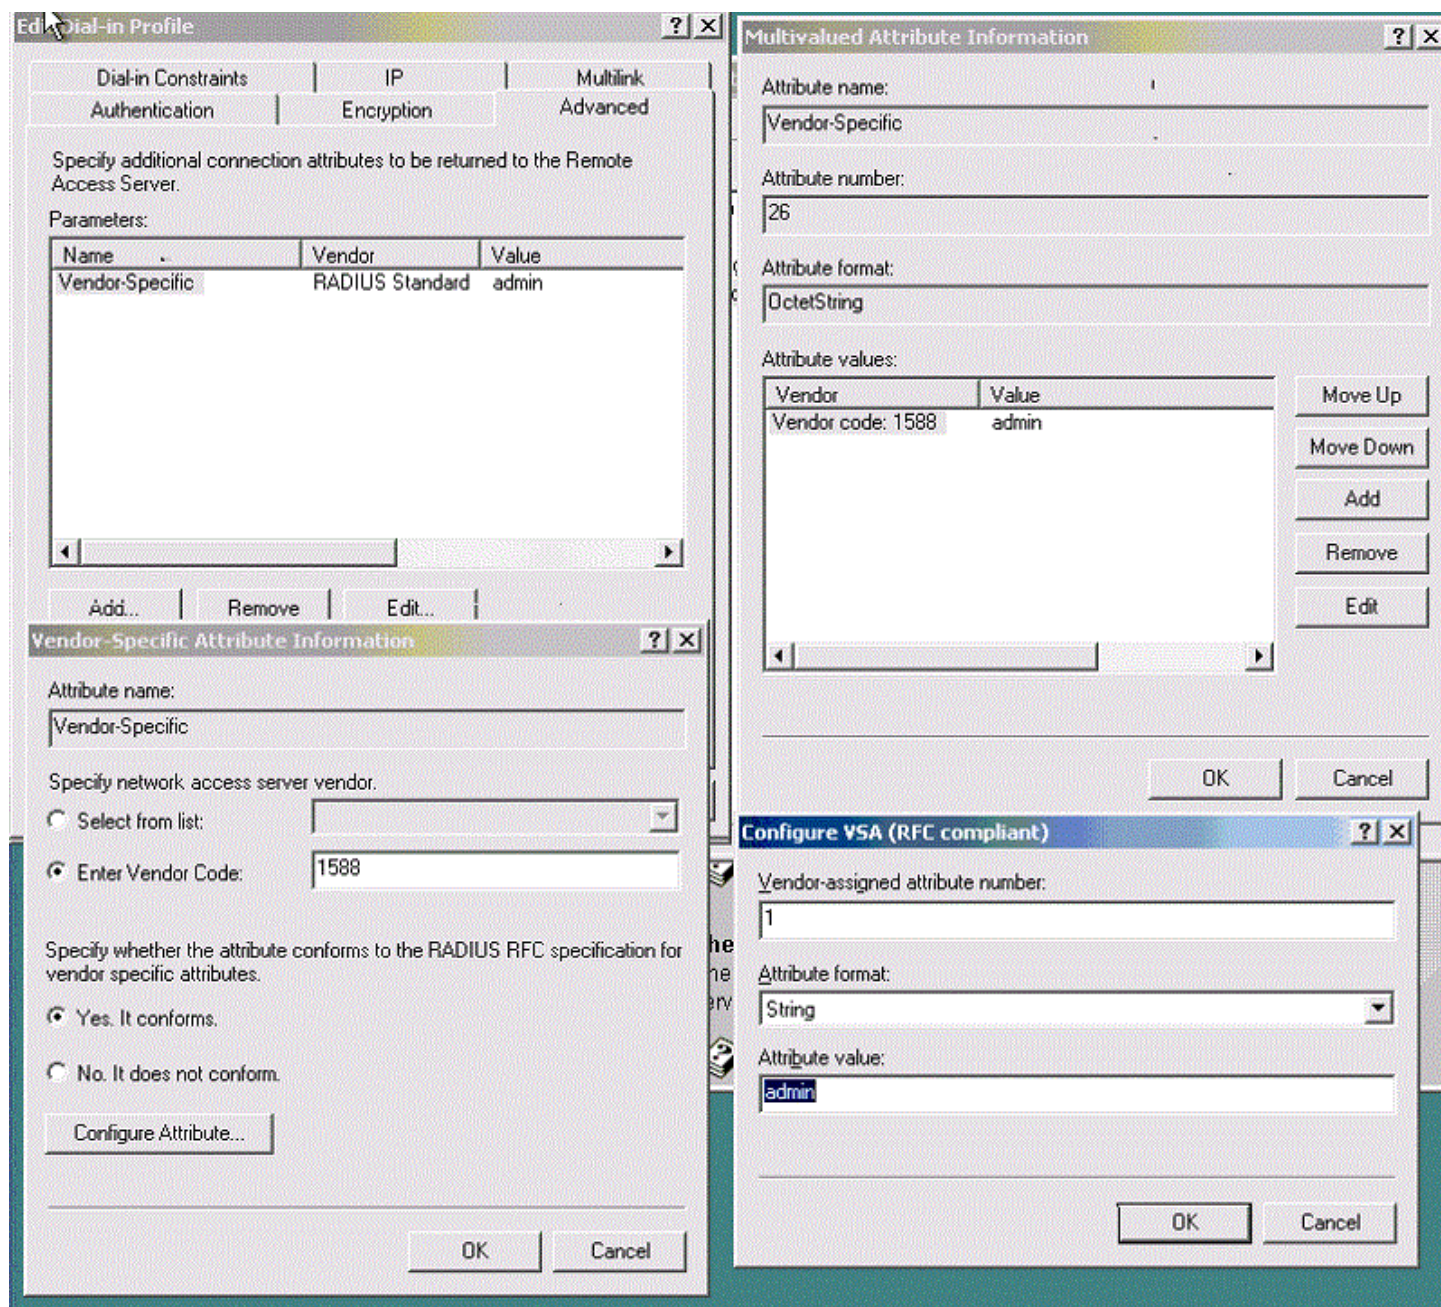 Edit Dial-in Profile
Dial-in Constraints IP Multilink
Authentication Encryption Advanced
Specify additional connection attributes to be returned to the Remote
Access Server.
Parameters:
Name Vendor Value
Vendor-Specific RADIUS Standard admin
Add... Remove Edit...
Vendor-Specific Attribute Information
Attribute name:
Vendor-Specific
Specify network access server vendor.
Select from list:
Enter Vendor Code: 1588
Specify whether the attribute conforms to the RADIUS RFC specification for
vendor specific attributes.
Yes. It conforms.
No. It does not conform.
Configure Attribute...
OK Cancel
Multivalued Attribute Information
Attribute name:
Vendor-Specific
Attribute number:
26
Attribute format:
OctetString
Attribute values:
Vendor Value
Vendor code: 1588 admin
Move Up
Move Down
Add
Remove
Edit
OK Cancel
Configure VSA (RFC compliant)
Vendor-assigned attribute number:
1
Attribute format:
String
Attribute value:
admin
OK Cancel